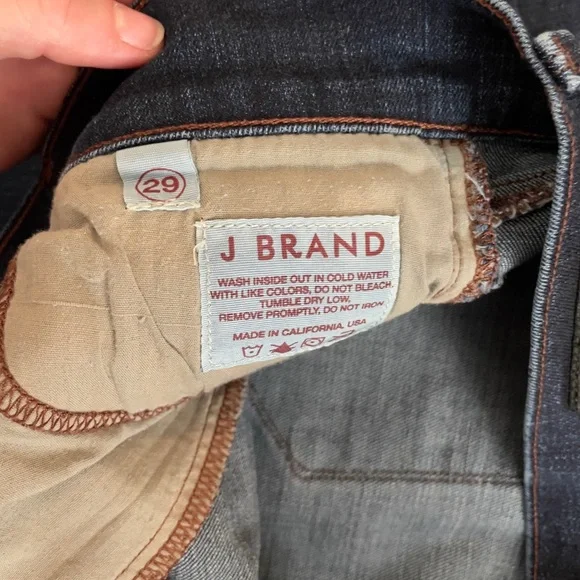 29
J BRAND
WASH INSIDE OUT IN COLD WATER
WITH LIKE COLORS, DO NOT BLEACH.
TUMBLE DRY LOW,
REMOVE PROMPTLY, DO NOT IRON
MADE IN CALIFORNIA, USA